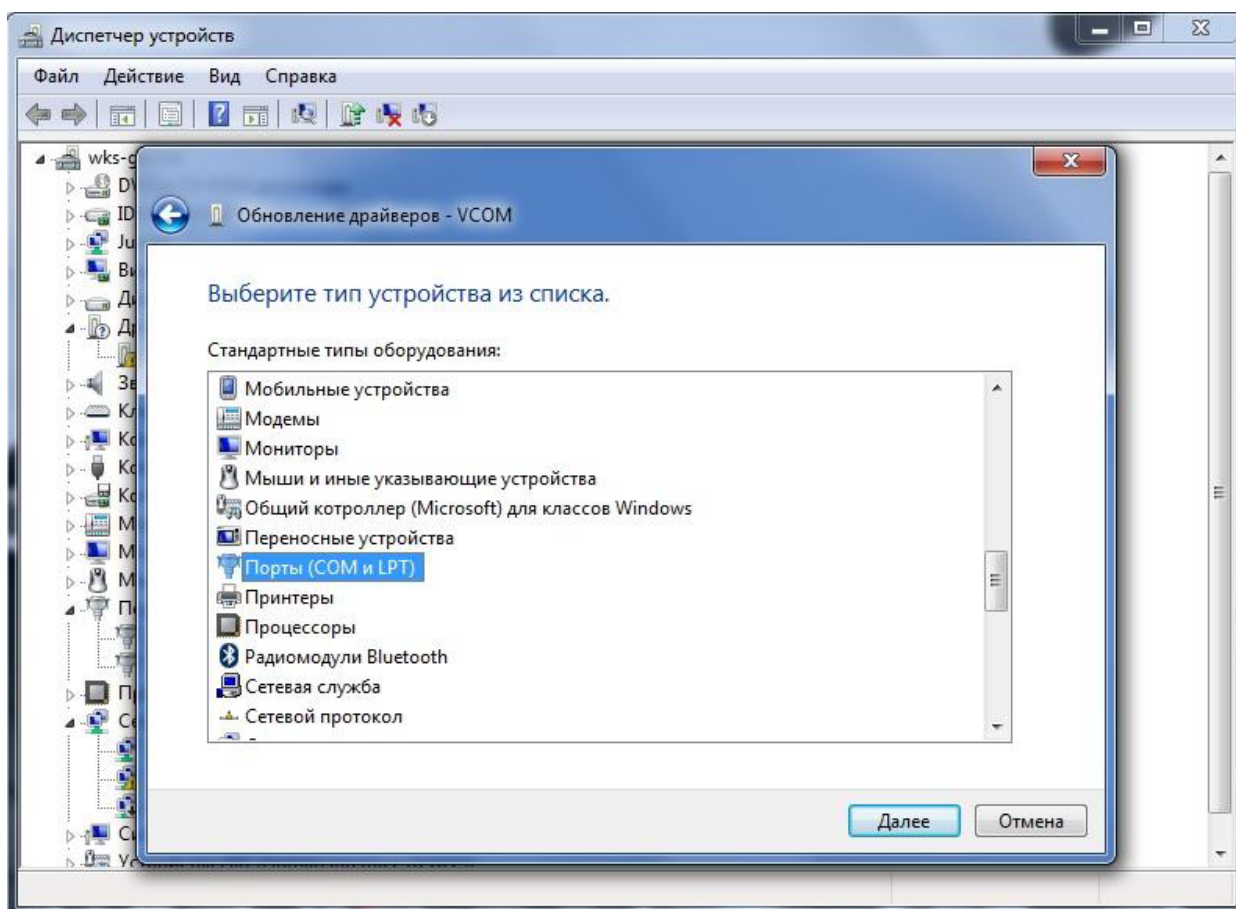 Диспетчер устройств
Файл Действие Вид Справка
wks-g
Обновление драйверов - VCOM
Выберите тип устройства из списка.
Стандартные типы оборудования:
Мобильные устройства
Модемы
Мониторы
Мыши и иные указывающие устройства
Общий котроллер (Microsoft) для классов Windows
Переносные устройства
Порты (COM и LPT)
Принтеры
Процессоры
Радиомодули Bluetooth
Сетевая служба
Сетевой протокол
Далее Отмена